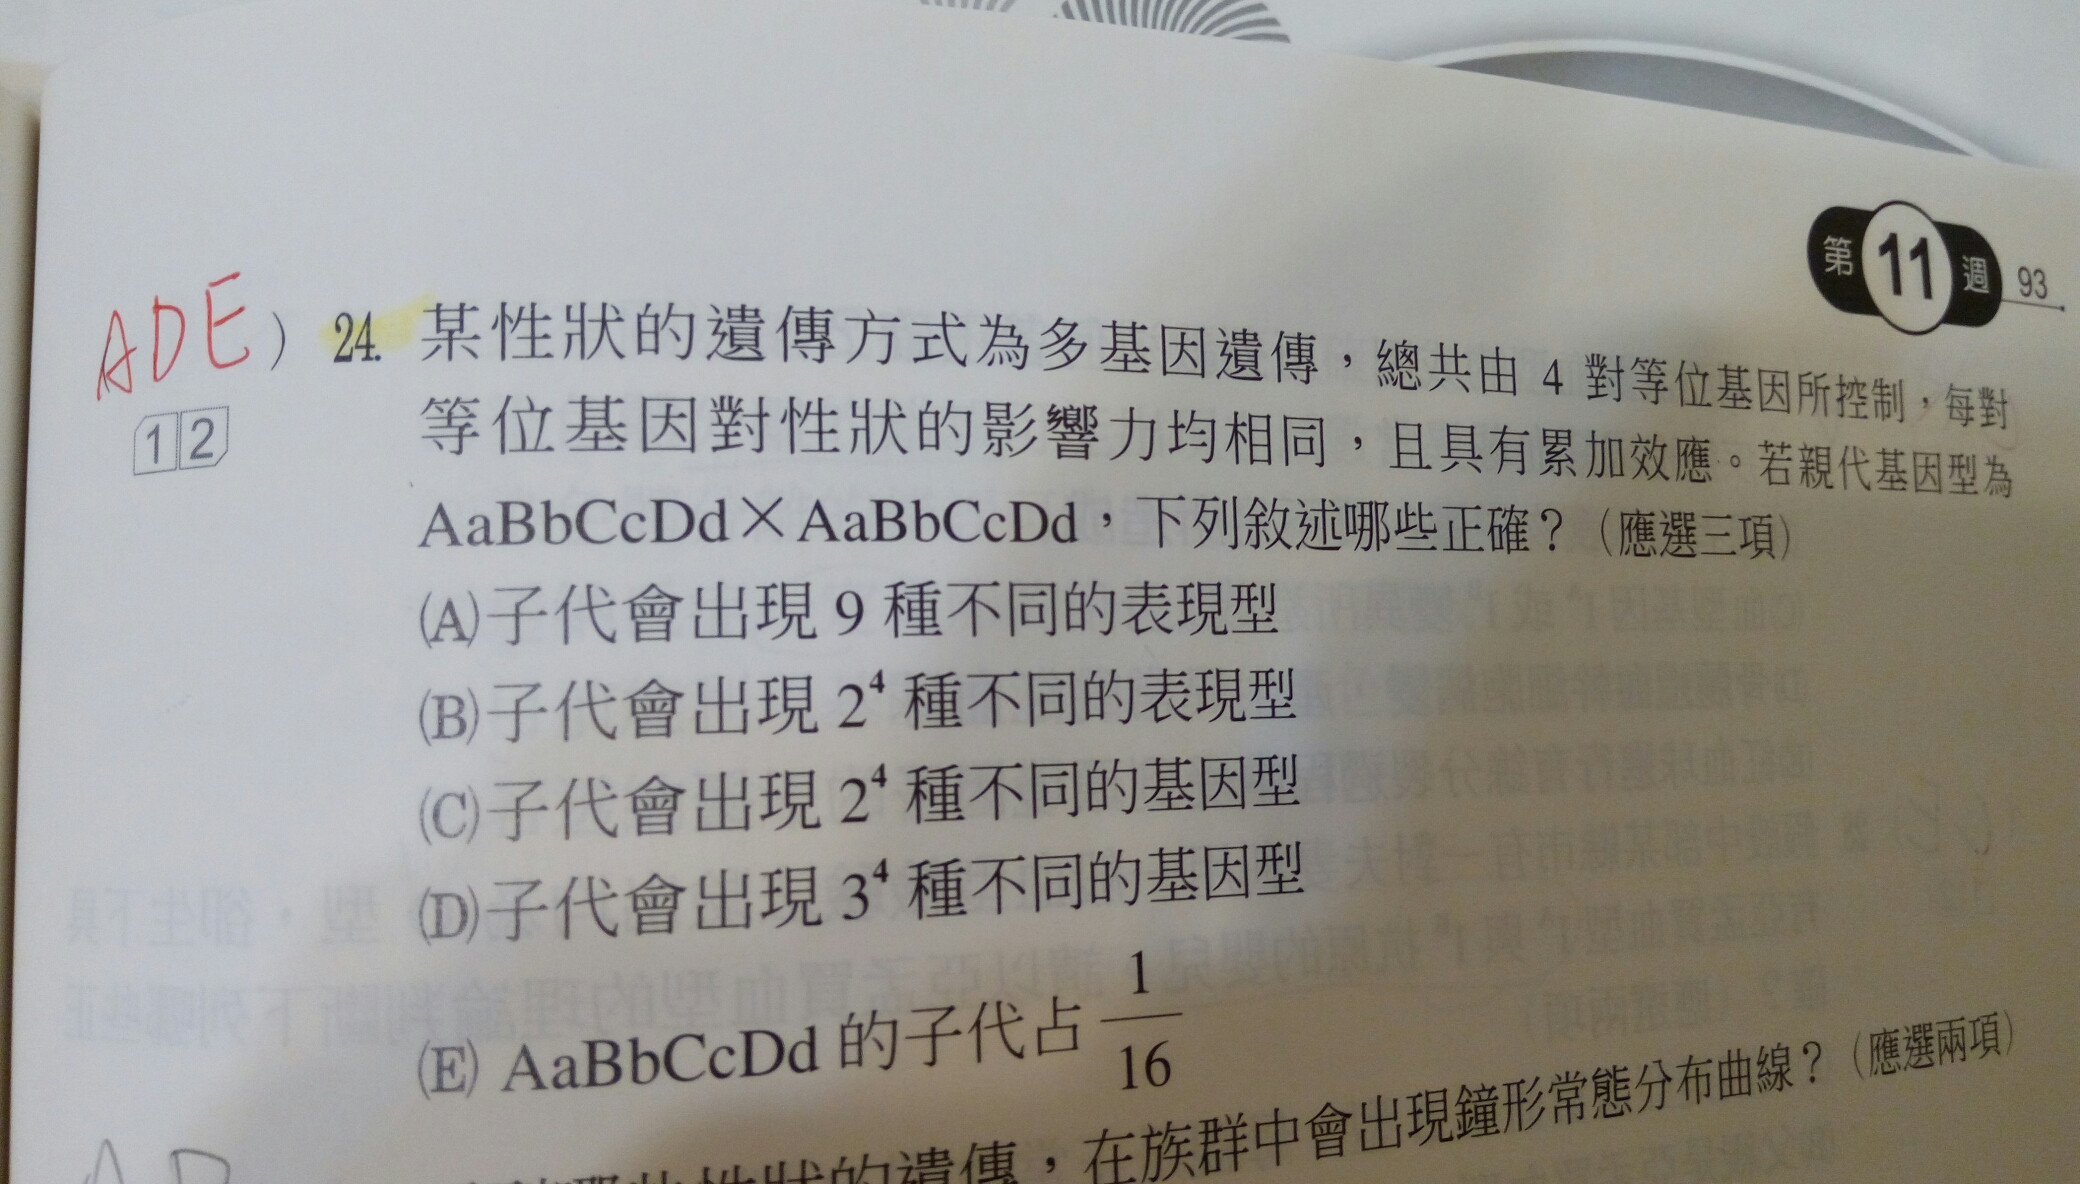 第11週 93
ADE) 24. 某性狀的遺傳方式為多基因遺傳，總共由 4 對等位基因所控制，每對
12 等位基因對性狀的影響力均相同，且具有累加效應。若親代基因型為
AaBbCcDd×AaBbCcDd，下列敘述哪些正確？（應選三項）
(A)子代會出現 9 種不同的表現型
(B)子代會出現 2⁴ 種不同的表現型
(C)子代會出現 2⁴ 種不同的基因型
(D)子代會出現 3⁴ 種不同的基因型
(E) AaBbCcDd 的子代占 1/16
性狀的遺傳，在族群中會出現鐘形常態分布曲線？（應選兩項）